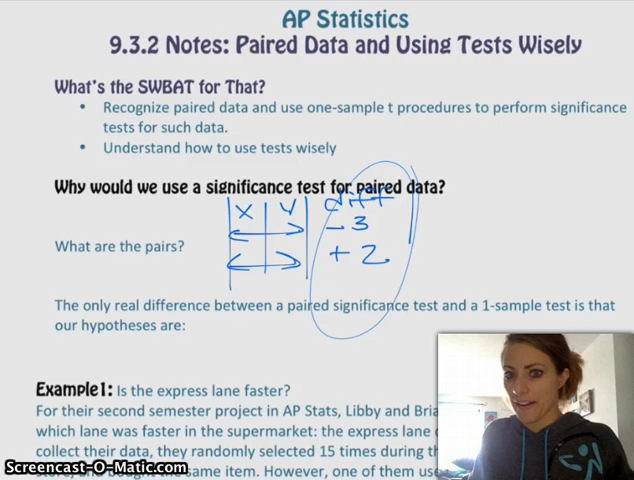 AP Statistics
9.3.2 Notes: Paired Data and Using Tests Wisely
What's the SWBAT for That?
• Recognize paired data and use one-sample t procedures to perform significance
tests for such data.
• Understand how to use tests wisely
Why would we use a significance test for paired data?
X Y diff
- 3
What are the pairs?
+ 2
The only real difference between a paired significance test and a 1-sample test is that
our hypotheses are:
Example1: Is the express lane faster?
For their second semester project in AP Stats, Libby and
which lane was faster in the supermarket: the express lane
collect their data, they randomly selected 15 times during
Screencast-O-Matic.com
same item. However, one of them